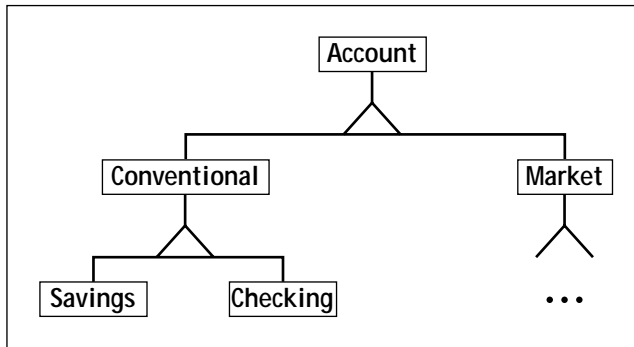 Account
Conventional
Market
Savings
Checking
...